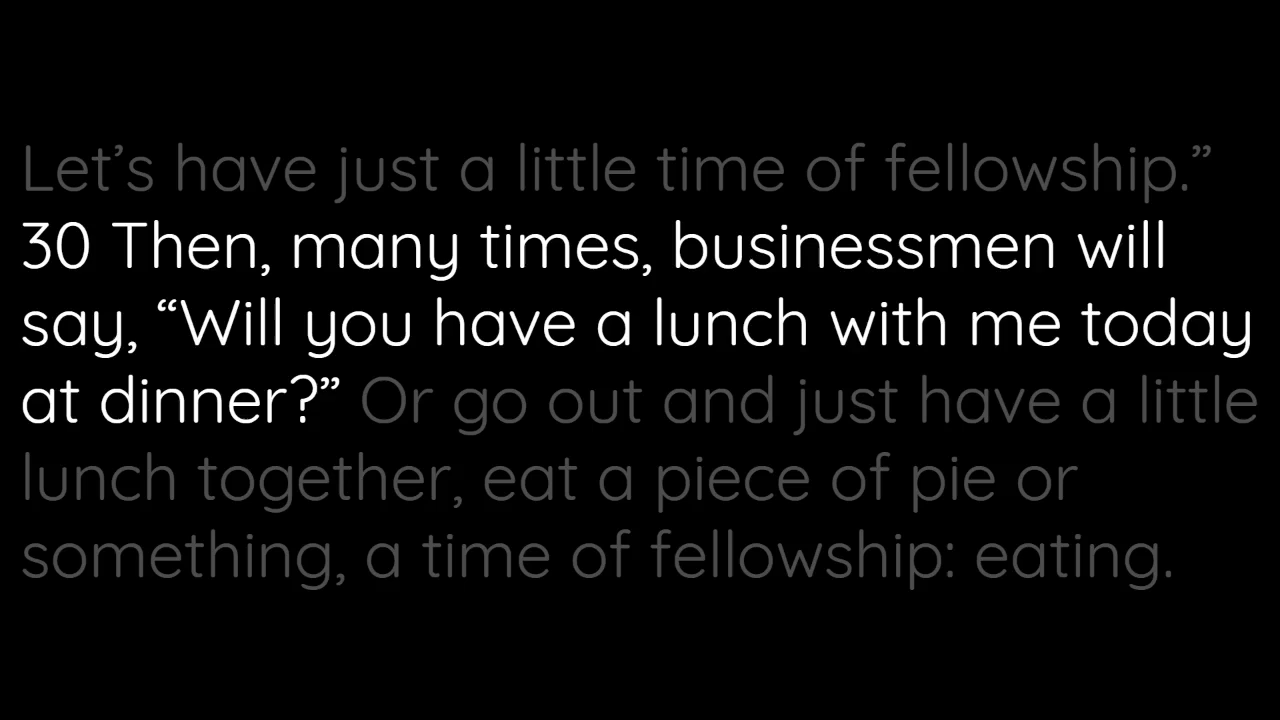 Let’s have just a little time of fellowship.”
30 Then, many times, businessmen will
say, “Will you have a lunch with me today
at dinner?” Or go out and just have a little
lunch together, eat a piece of pie or
something, a time of fellowship: eating.